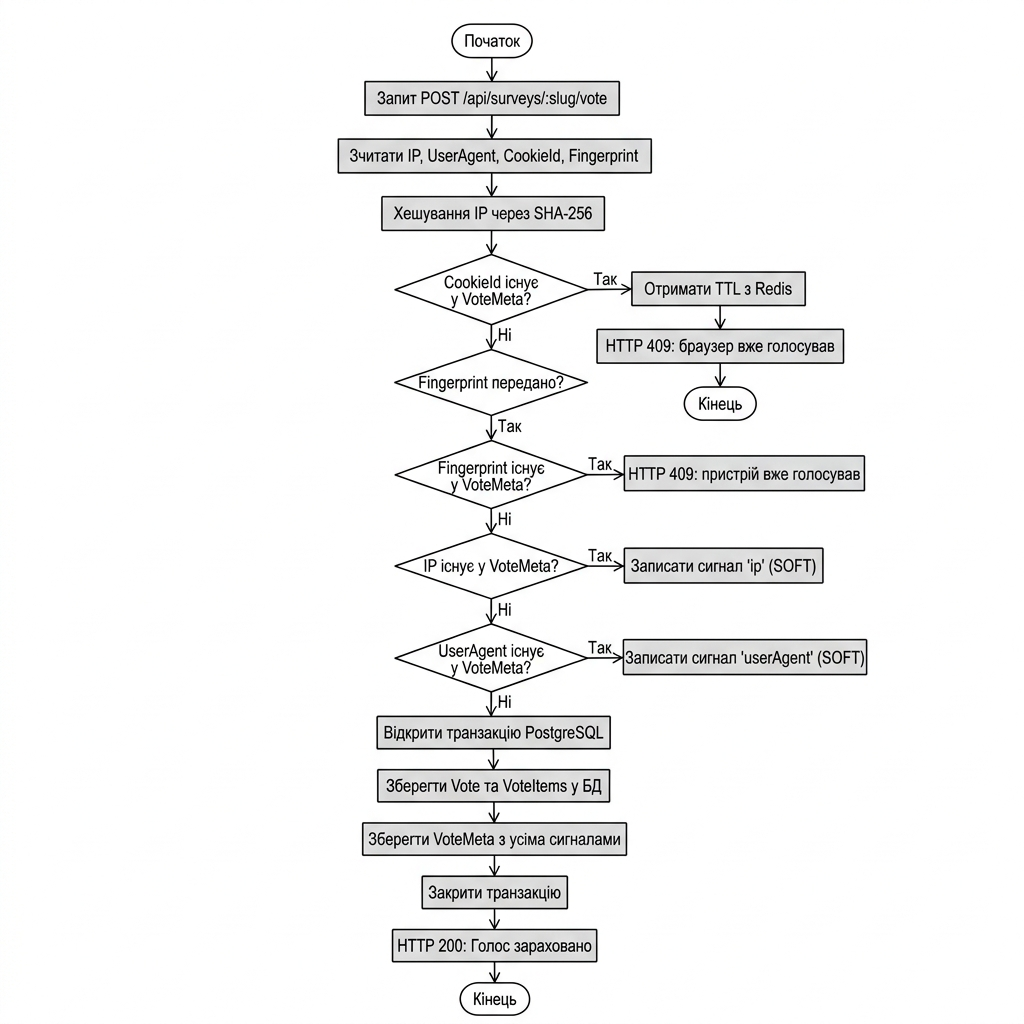 Початок
Запит POST /api/surveys/:slug/vote
Зчитати IP, UserAgent, CookieId, Fingerprint
Хешування IP через SHA-256
CookieId існує
у VoteMeta?
Так
Отримати TTL з Redis
Ні
HTTP 409: браузер вже голосував
Кінець
Fingerprint передано?
Так
Fingerprint існує
у VoteMeta?
Так
HTTP 409: пристрій вже голосував
Ні
IP існує у VoteMeta?
Так
Записати сигнал 'ip' (SOFT)
Ні
UserAgent існує
у VoteMeta?
Так
Записати сигнал 'userAgent' (SOFT)
Ні
Відкрити транзакцію PostgreSQL
Зберегти Vote та VoteItems у БД
Зберегти VoteMeta з усіма сигналами
Закрити транзакцію
HTTP 200: Голос зараховано
Кінець